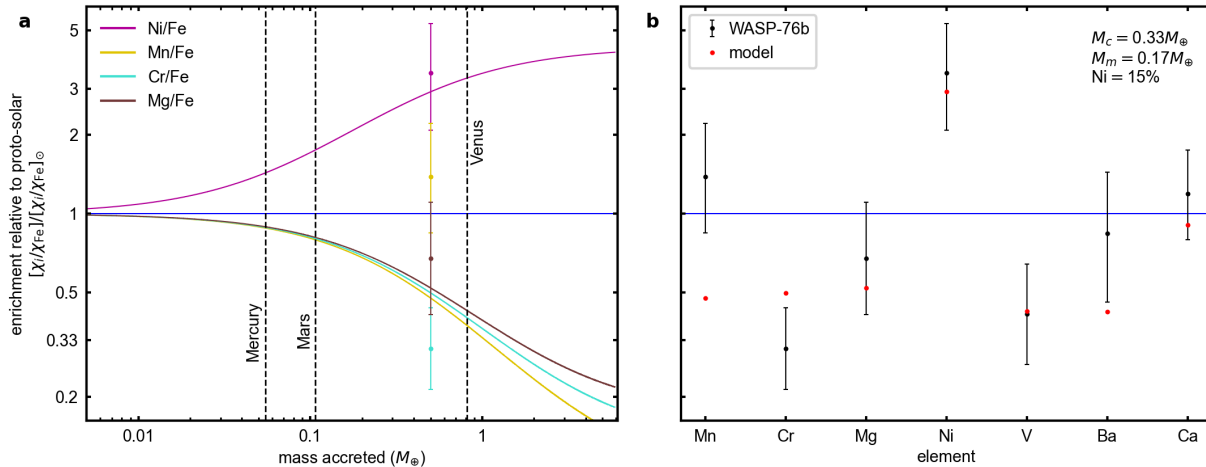 a
Ni/Fe
Mn/Fe
Cr/Fe
Mg/Fe
Mercury
Mars
Venus
5
3
2
1
0.5
0.33
0.2
0.01
0.1
1
mass accreted (M⊕)
enrichment relative to proto-solar
[χi/χFe]/[χi/χFe]⊙
b
WASP-76b
model
Mc = 0.33M⊕
Mm = 0.17M⊕
Ni = 15%
Mn Cr Mg Ni V Ba Ca
element